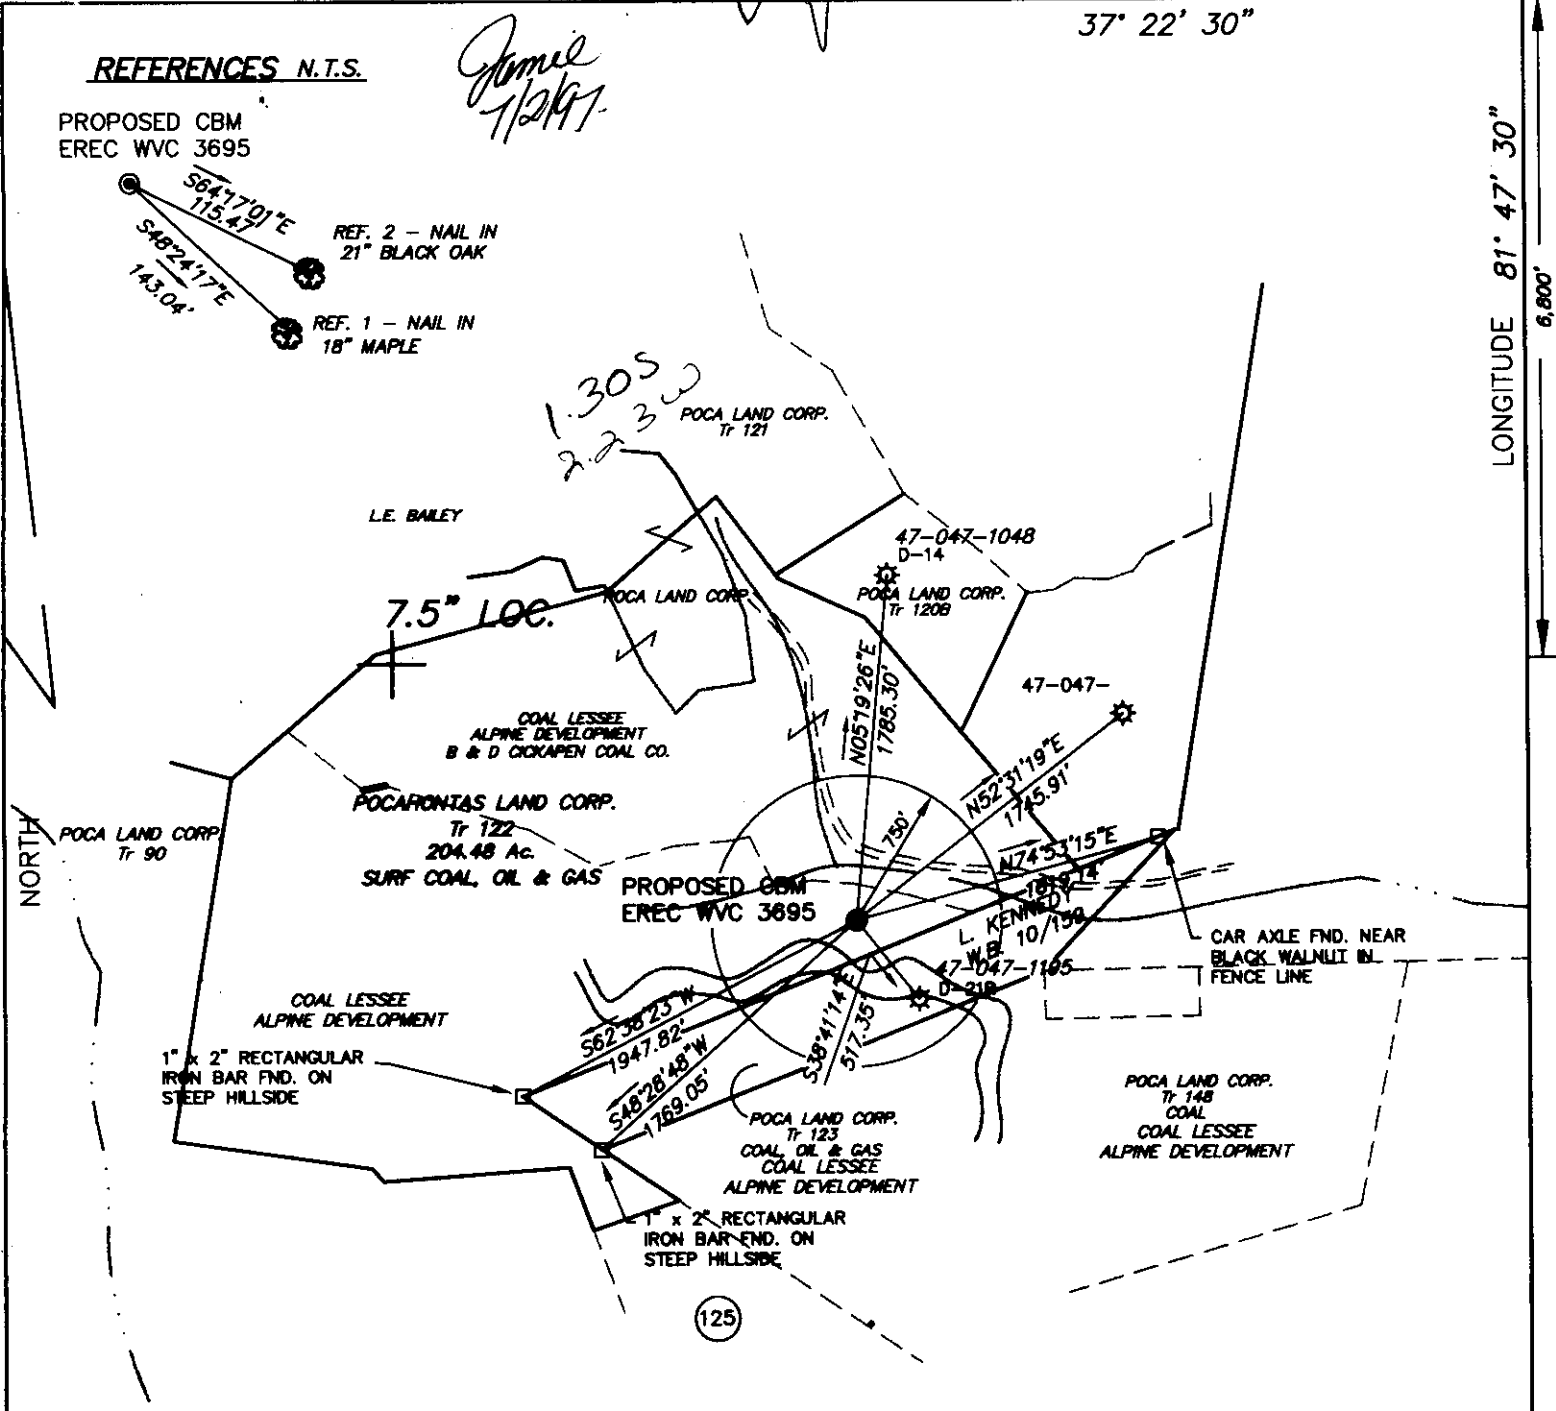 37° 22' 30"
REFERENCES N.T.S.
Jamie
7/2/97
PROPOSED CBM
EREC WVC 3695
S64°17'01"E
115.47'
REF. 2 - NAIL IN
21" BLACK OAK
S48°24'17"E
143.04'
REF. 1 - NAIL IN
18" MAPLE
LONGITUDE 81° 47' 30"
6,800'
1.30S
2.23W
POCA LAND CORP.
Tr 121
L.E. BAILEY
47-047-1048
D-14
POCA LAND CORP.
POCA LAND CORP.
Tr 120B
7.5" LOC.
N05°19'26"E
1785.30'
47-047-
COAL LESSEE
ALPINE DEVELOPMENT
B & D CICKAPEN COAL CO.
N52°31'19"E
1745.91'
POCAHONTAS LAND CORP.
Tr 122
204.48 Ac.
SURF COAL, OIL & GAS
NORTH
POCA LAND CORP
Tr 90
750'
N74°53'15"E
1619.14'
PROPOSED CBM
EREC WVC 3695
L. KENNEDY
W.B. 10/159
CAR AXLE FND. NEAR
BLACK WALNUT IN
FENCE LINE
47-047-1195
D-21B
S38°41'14"E
517.35'
COAL LESSEE
ALPINE DEVELOPMENT
S62°38'23"W
1947.82'
1" x 2" RECTANGULAR
IRON BAR FND. ON
STEEP HILLSIDE
S48°28'48"W
1769.05'
POCA LAND CORP.
Tr 123
COAL, OIL & GAS
COAL LESSEE
ALPINE DEVELOPMENT
POCA LAND CORP.
Tr 148
COAL
COAL LESSEE
ALPINE DEVELOPMENT
1" x 2" RECTANGULAR
IRON BAR FND. ON
STEEP HILLSIDE
125